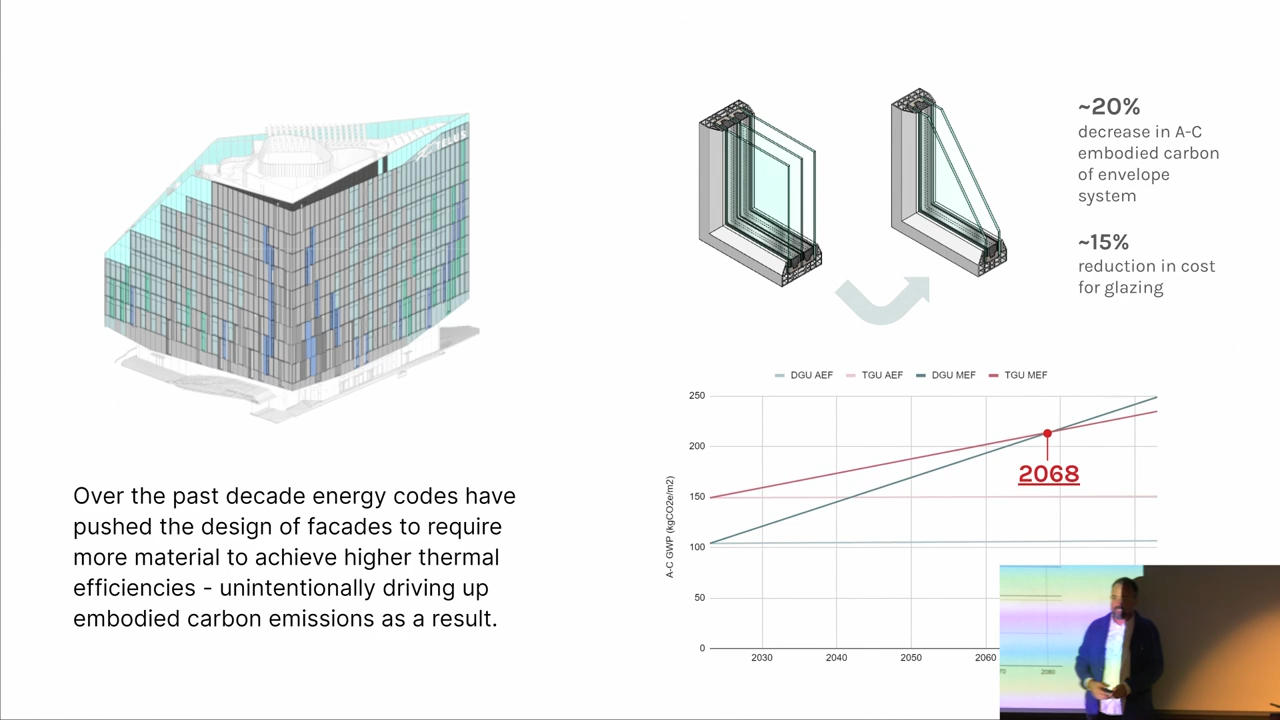 ~20%
decrease in A-C
embodied carbon
of envelope
system
~15%
reduction in cost
for glazing
DGU AEF
TGU AEF
DGU MEF
TGU MEF
250
200
150
100
50
0
A-C GWP (kgCO2e/m2)
2068
2030
2040
2050
2060
2080
Over the past decade energy codes have
pushed the design of facades to require
more material to achieve higher thermal
efficiencies - unintentionally driving up
embodied carbon emissions as a result.